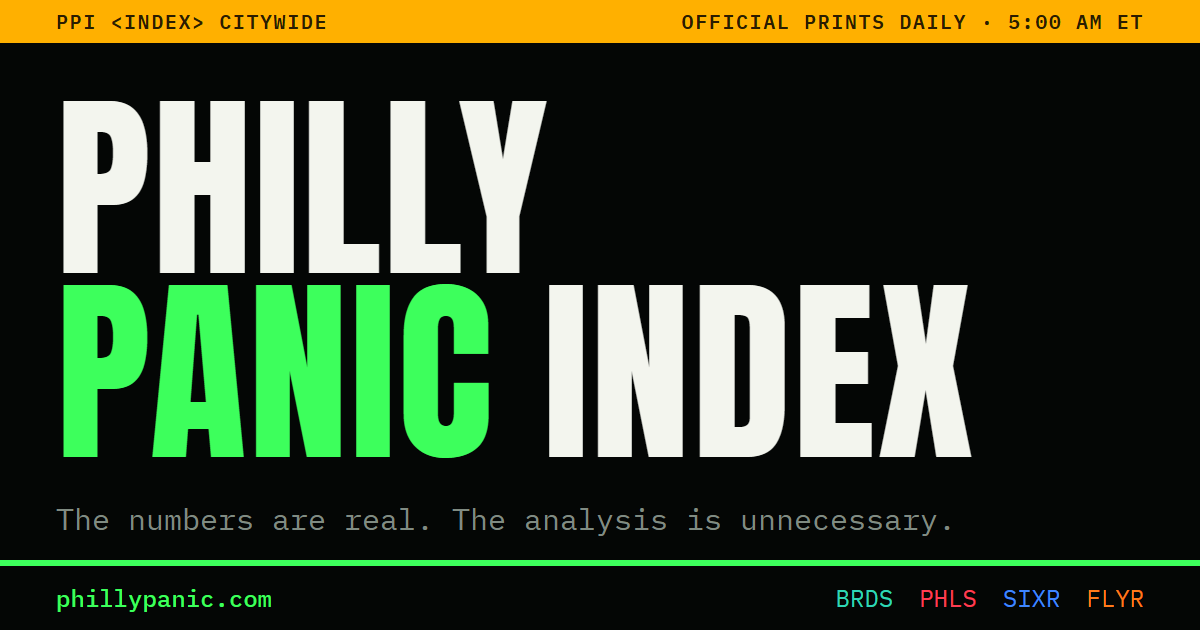 PPI <INDEX> CITYWIDE
OFFICIAL PRINTS DAILY · 5:00 AM ET
PHILLY
PANIC INDEX
The numbers are real. The analysis is unnecessary.
phillypanic.com
BRDS PHLS SIXR FLYR